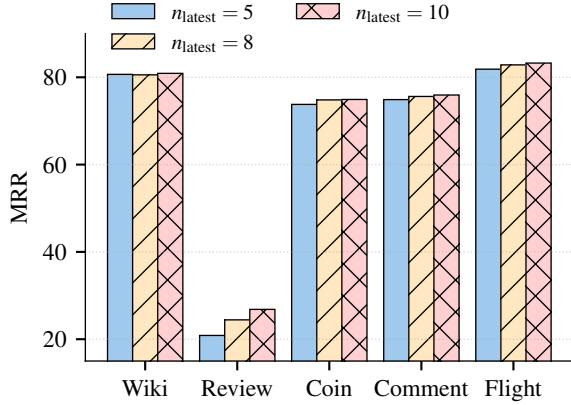 n_latest = 5
n_latest = 10
n_latest = 8
MRR
80
60
40
20
Wiki Review Coin Comment Flight